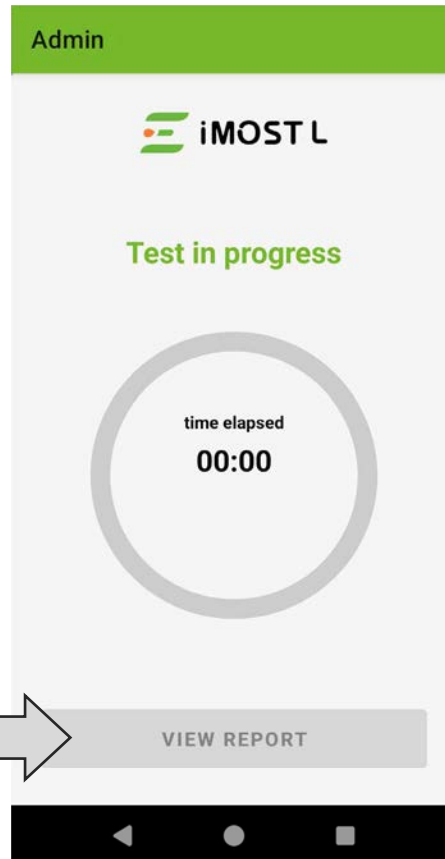 Admin
iMOST L
Test in progress
time elapsed
00:00
VIEW REPORT